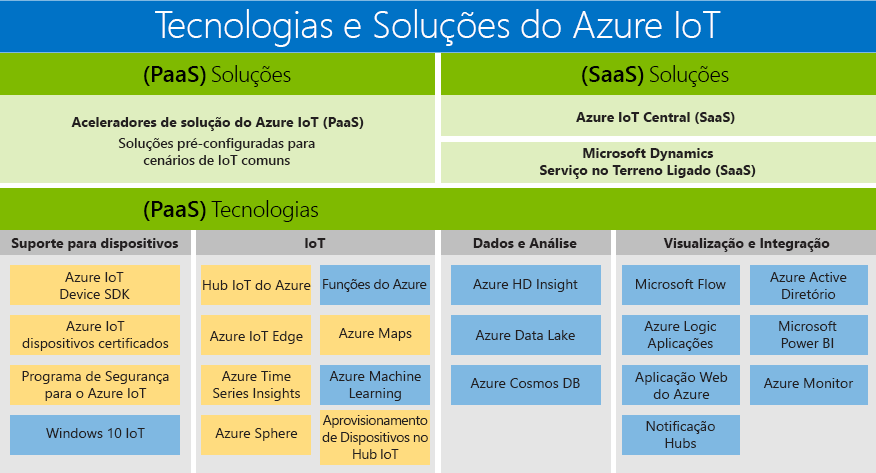 Tecnologias e Soluções do Azure IoT
(PaaS) Soluções
Aceleradores de solução do Azure IoT (PaaS)
Soluções pré-configuradas para
cenários de IoT comuns
(SaaS) Soluções
Azure IoT Central (SaaS)
Microsoft Dynamics
Serviço no Terreno Ligado (SaaS)
(PaaS) Tecnologias
Suporte para dispositivos
Azure IoT
Device SDK
Azure IoT
dispositivos certificados
Programa de Segurança
para o Azure IoT
Windows 10 IoT
IoT
Hub IoT do Azure
Funções do Azure
Azure IoT Edge
Azure Maps
Azure Time
Series Insights
Azure Machine
Learning
Azure Sphere
Aprovisionamento
de Dispositivos no
Hub IoT
Dados e Análise
Azure HD Insight
Azure Data Lake
Azure Cosmos DB
Visualização e Integração
Microsoft Flow
Azure Active
Diretório
Azure Logic
Aplicações
Microsoft
Power BI
Aplicação Web
do Azure
Azure Monitor
Notificação
Hubs